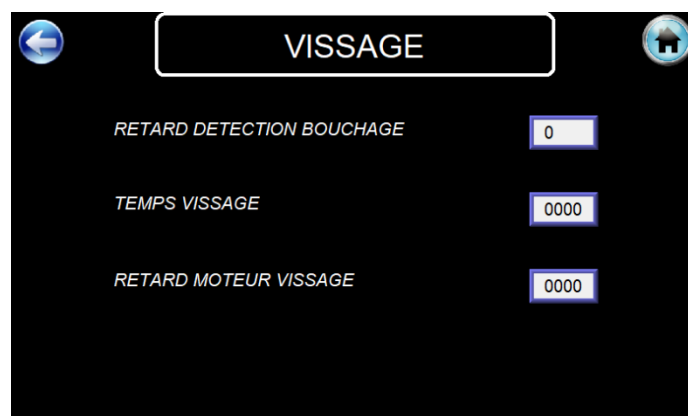 VISSAGE
RETARD DETECTION BOUCHAGE 0
TEMPS VISSAGE 0000
RETARD MOTEUR VISSAGE 0000